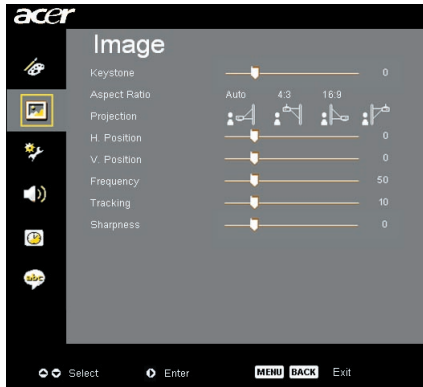 acer
Image
Keystone 0
Aspect Ratio Auto 4:3 16:9
Projection
H. Position 0
V. Position 0
Frequency 50
Tracking 10
Sharpness 0
abc
Select Enter MENU BACK Exit